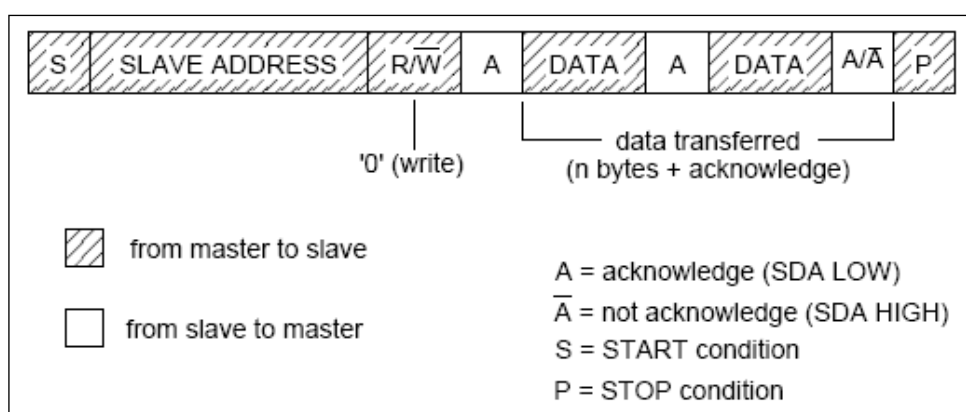 S SLAVE ADDRESS R/W̅ A DATA A DATA A/A̅ P
data transferred
'0' (write) (n bytes + acknowledge)
from master to slave
from slave to master
A = acknowledge (SDA LOW)
A̅ = not acknowledge (SDA HIGH)
S = START condition
P = STOP condition